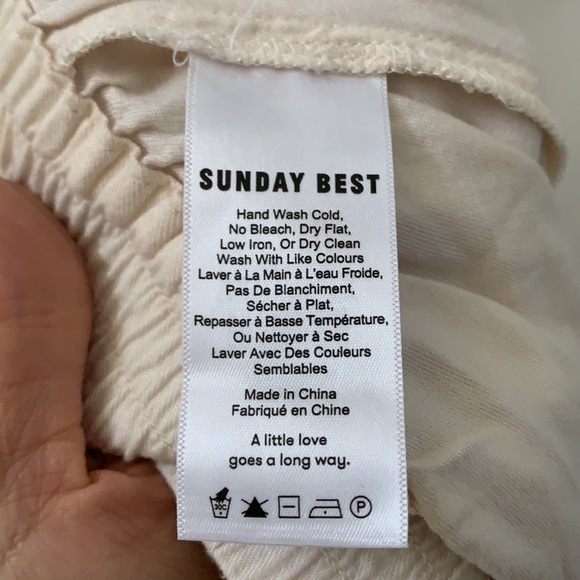 SUNDAY BEST
Hand Wash Cold,
No Bleach, Dry Flat,
Low Iron, Or Dry Clean
Wash With Like Colours
Laver à La Main à L'eau Froide,
Pas De Blanchiment,
Sécher à Plat,
Repasser à Basse Température,
Ou Nettoyer à Sec
Laver Avec Des Couleurs
Semblables
Made in China
Fabriqué en Chine
A little love
goes a long way.
30C P